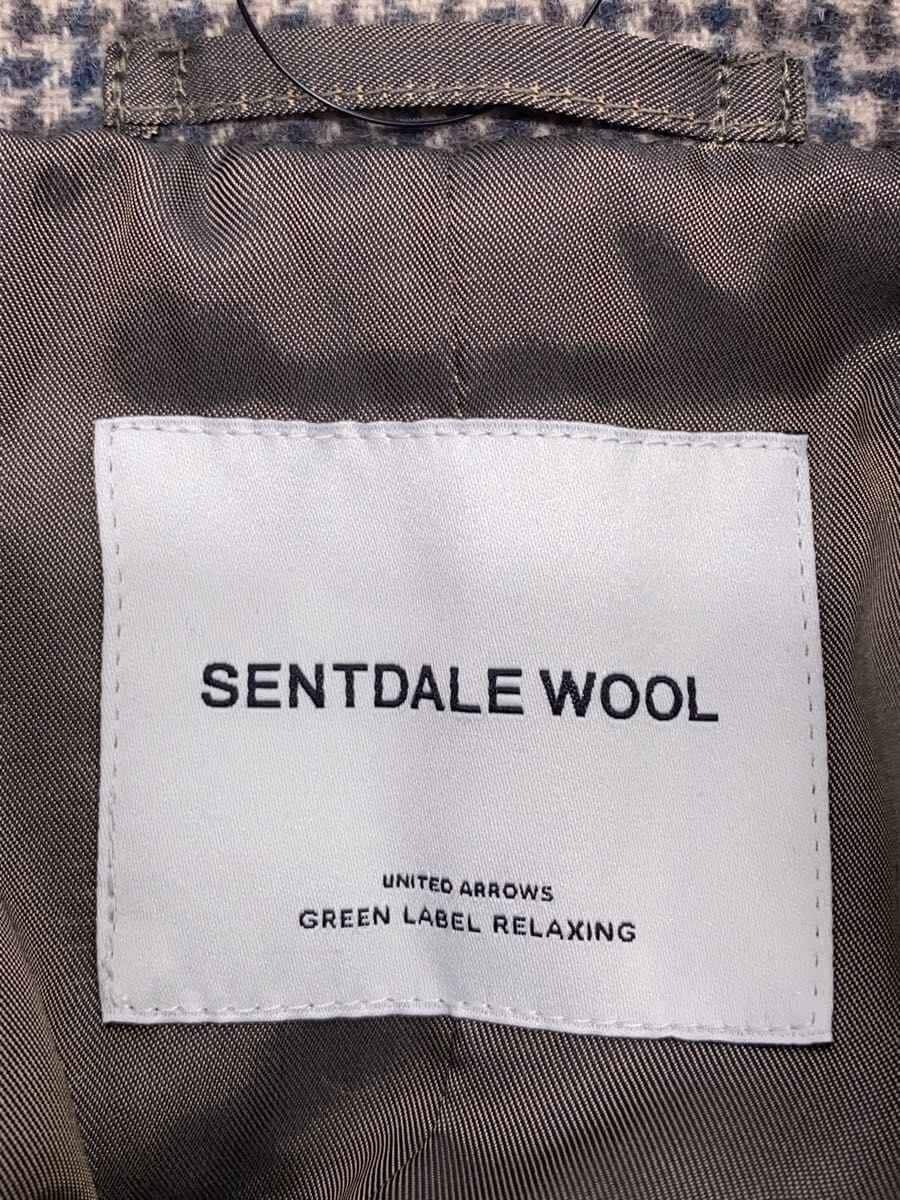 SENTDALE WOOL
UNITED ARROWS
GREEN LABEL RELAXING